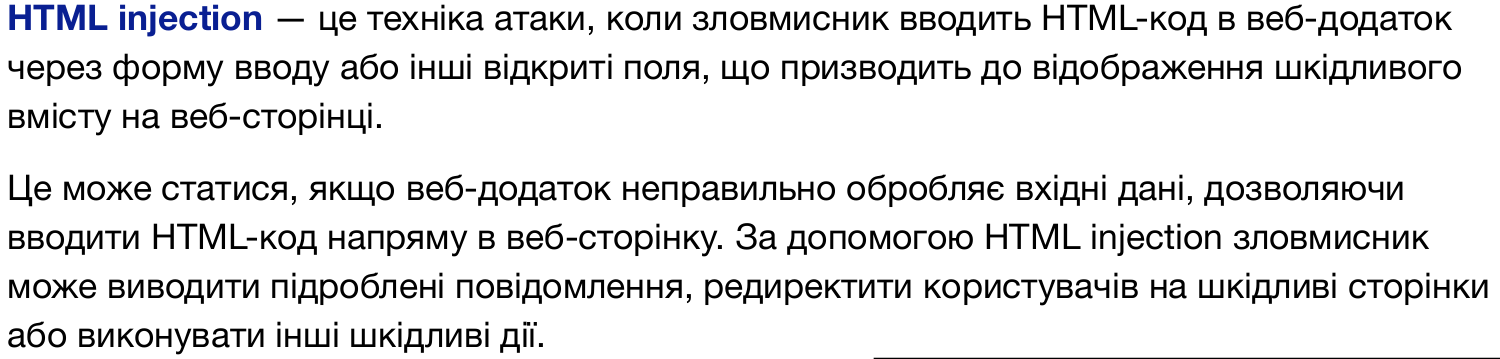 HTML injection — це техніка атаки, коли зловмисник вводить HTML-код в веб-додаток
через форму вводу або інші відкриті поля, що призводить до відображення шкідливого
вмісту на веб-сторінці.
Це може статися, якщо веб-додаток неправильно обробляє вхідні дані, дозволяючи
вводити HTML-код напряму в веб-сторінку. За допомогою HTML injection зловмисник
може виводити підроблені повідомлення, редиректити користувачів на шкідливі сторінки
або виконувати інші шкідливі дії.